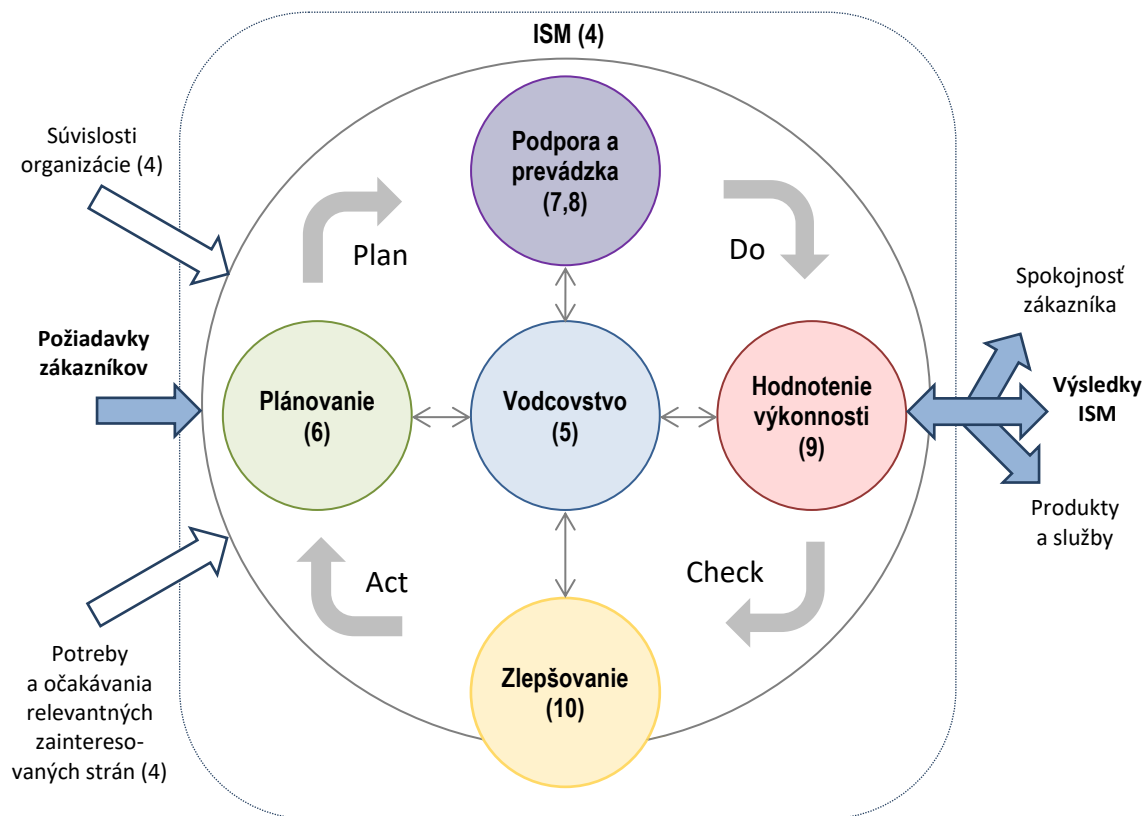 ISM (4)
Súvislosti
organizácie (4)
Podpora a
prevádzka
(7,8)
Plan
Do
Spokojnosť
zákazníka
Požiadavky
zákazníkov
Plánovanie
(6)
Vodcovstvo
(5)
Hodnotenie
výkonnosti
(9)
Výsledky
ISM
Produkty
a služby
Act
Check
Potreby
a očakávania
relevantných
zaintereso-
vaných strán (4)
Zlepšovanie
(10)